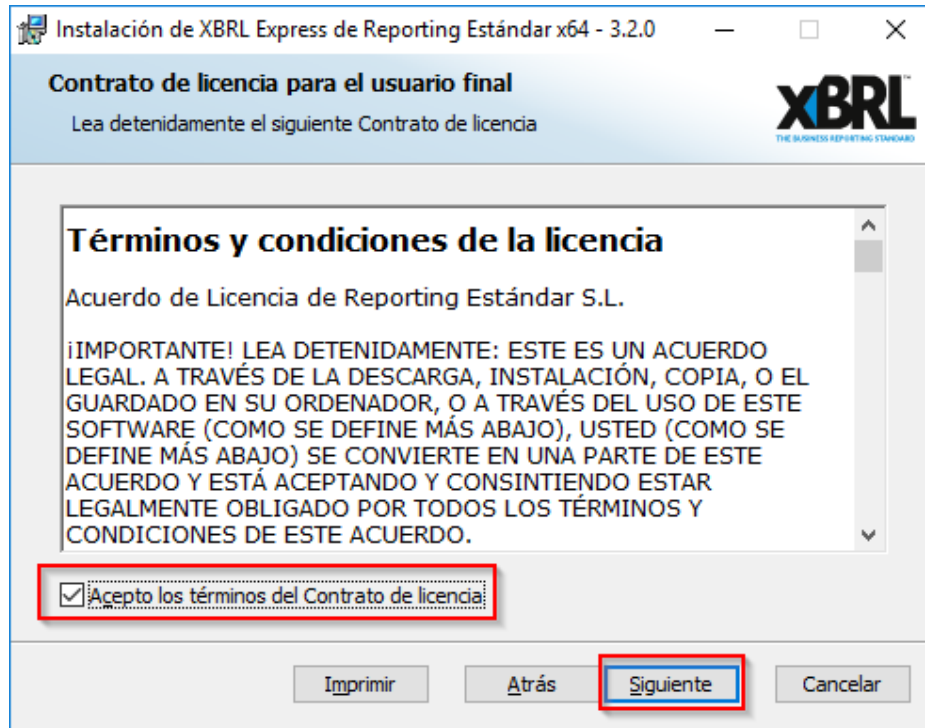 Instalación de XBRL Express de Reporting Estándar x64 - 3.2.0
Contrato de licencia para el usuario final
Lea detenidamente el siguiente Contrato de licencia
XBRL
THE BUSINESS REPORTING STANDARD
Términos y condiciones de la licencia
Acuerdo de Licencia de Reporting Estándar S.L.
¡IMPORTANTE! LEA DETENIDAMENTE: ESTE ES UN ACUERDO
LEGAL. A TRAVÉS DE LA DESCARGA, INSTALACIÓN, COPIA, O EL
GUARDADO EN SU ORDENADOR, O A TRAVÉS DEL USO DE ESTE
SOFTWARE (COMO SE DEFINE MÁS ABAJO), USTED (COMO SE
DEFINE MÁS ABAJO) SE CONVIERTE EN UNA PARTE DE ESTE
ACUERDO Y ESTÁ ACEPTANDO Y CONSINTIENDO ESTAR
LEGALMENTE OBLIGADO POR TODOS LOS TÉRMINOS Y
CONDICIONES DE ESTE ACUERDO.
Acepto los términos del Contrato de licencia
Imprimir Atrás Siguiente Cancelar